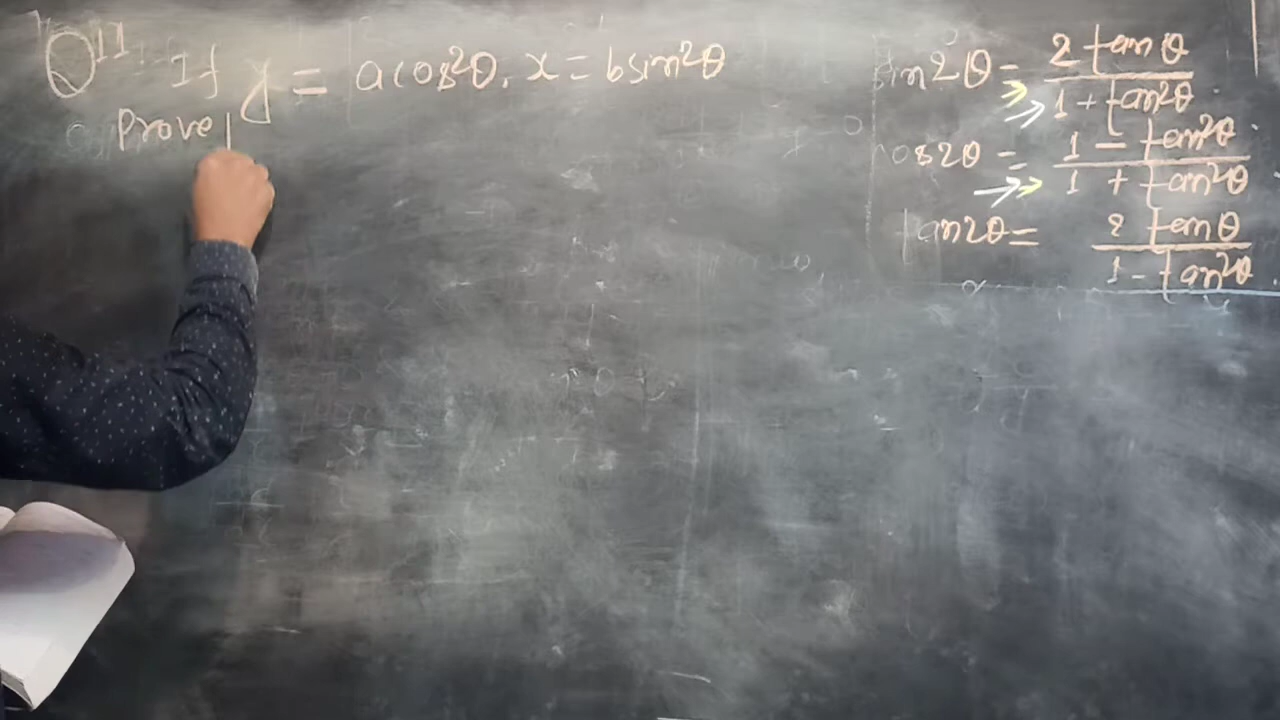 Q11. If y = a cos²θ. x = b sin²θ
Prove
sin2θ = 2 tanθ / 1 + tan²θ
cos2θ = 1 - tan²θ / 1 + tan²θ
tan2θ = 2 tanθ / 1 - tan²θ